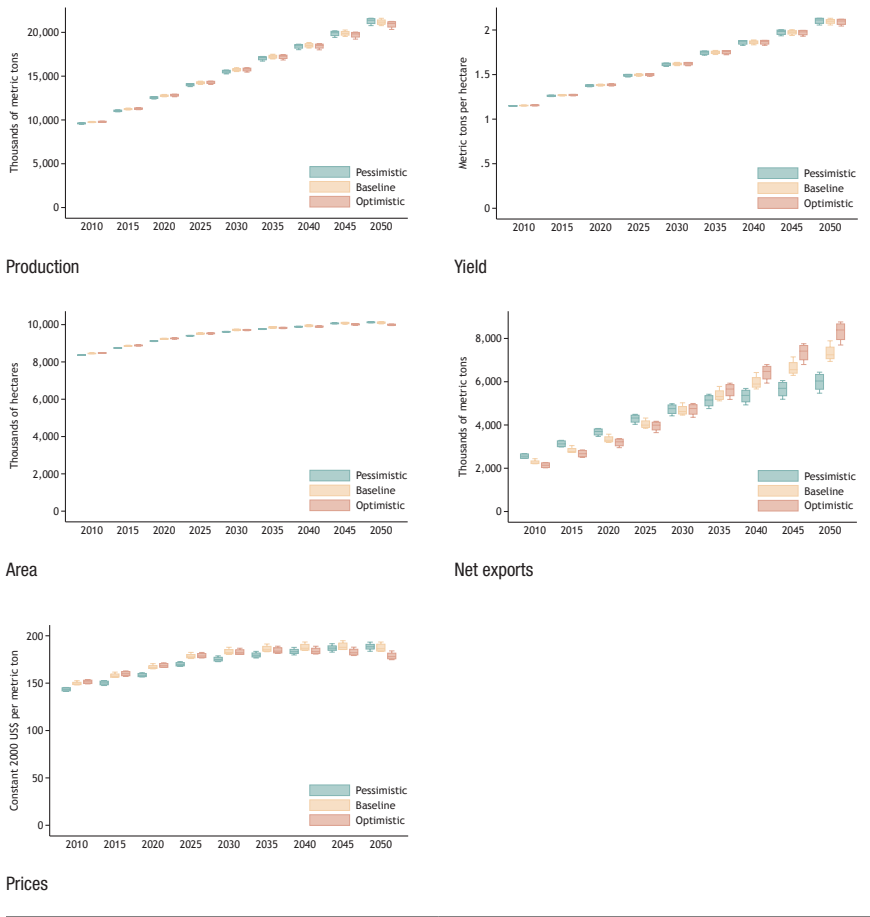 Thousands of metric tons
20,000
15,000
10,000
5,000
0
Pessimistic
Baseline
Optimistic
2010 2015 2020 2025 2030 2035 2040 2045 2050
Production
Metric tons per hectare
2
1.5
1
.5
0
Pessimistic
Baseline
Optimistic
2010 2015 2020 2025 2030 2035 2040 2045 2050
Yield
Thousands of hectares
10,000
8,000
6,000
4,000
2,000
0
Pessimistic
Baseline
Optimistic
2010 2015 2020 2025 2030 2035 2040 2045 2050
Area
Thousands of metric tons
8,000
6,000
4,000
2,000
0
Pessimistic
Baseline
Optimistic
2010 2015 2020 2025 2030 2035 2040 2045 2050
Net exports
Constant 2000 US$ per metric ton
200
150
100
50
0
Pessimistic
Baseline
Optimistic
2010 2015 2020 2025 2030 2035 2040 2045 2050
Prices